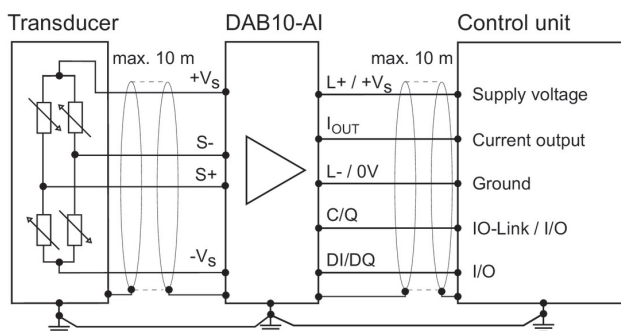 Transducer
DAB10-AI
Control unit
max. 10 m
max. 10 m
+Vs
L+ / +Vs
Supply voltage
IOUT
Current output
S-
S+
L- / 0V
Ground
C/Q
IO-Link / I/O
-Vs
DI/DQ
I/O